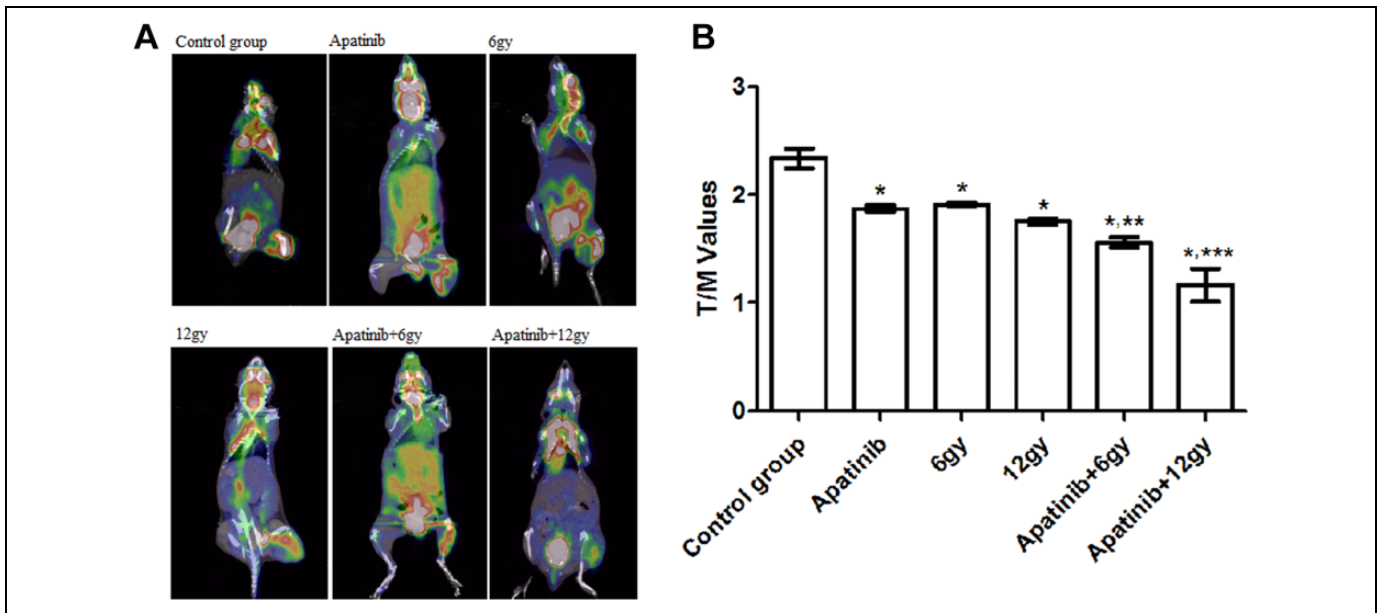 A
Control group
Apatinib
6gy
12gy
Apatinib+6gy
Apatinib+12gy
B
T/M Values
3
2
1
0
*
*
*
*,**
*,***
Control group
Apatinib
6gy
12gy
Apatinib+6gy
Apatinib+12gy